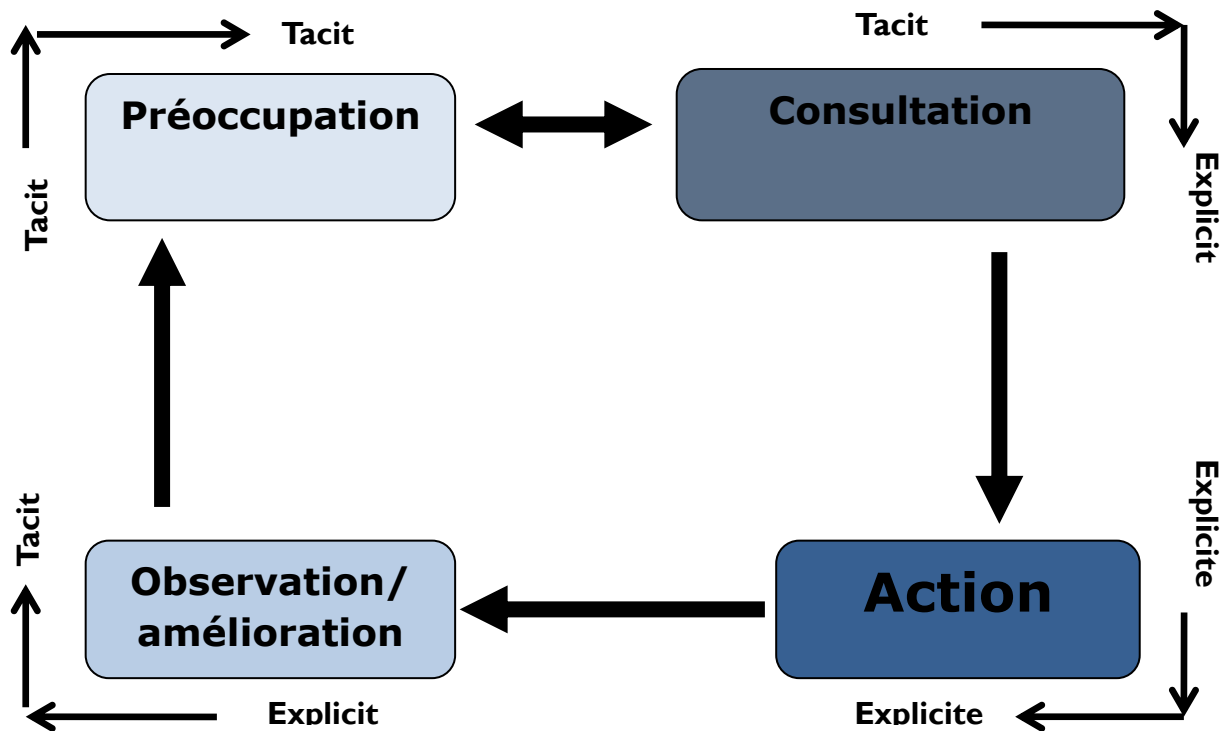 Tacit
Tacit
Préoccupation
Consultation
Tacit
Explicit
Tacit
Explicite
Observation/
amélioration
Action
Explicit
Explicite